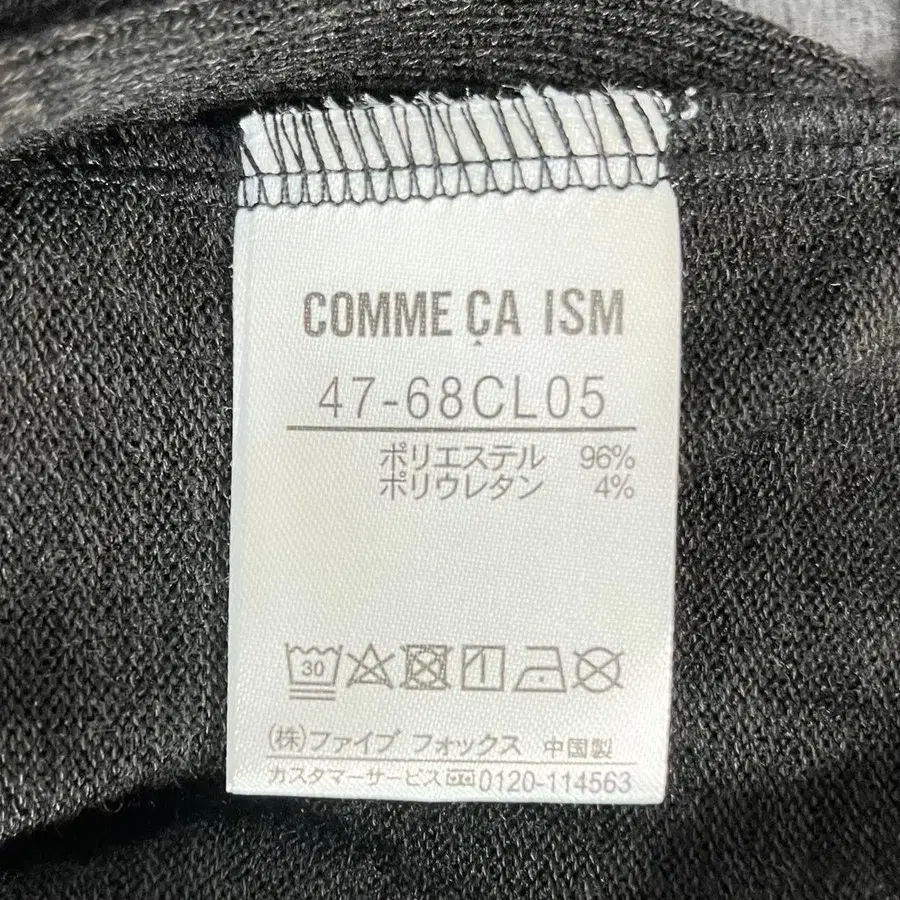 COMME ÇA ISM
47-68CL05
ポリエステル 96%
ポリウレタン 4%
30
(株)ファイブ フォックス 中国製
カスタマーサービス 0120-114563